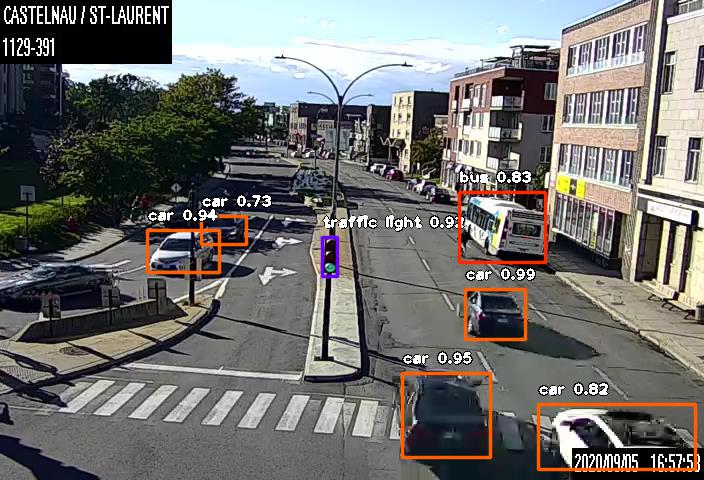 CASTELNAU / ST-LAURENT
1129-391
bus 0.83
car 0.73
car 0.94
traffic light 0.9
car 0.99
car 0.95
car 0.82
2020/09/05 16:57:53